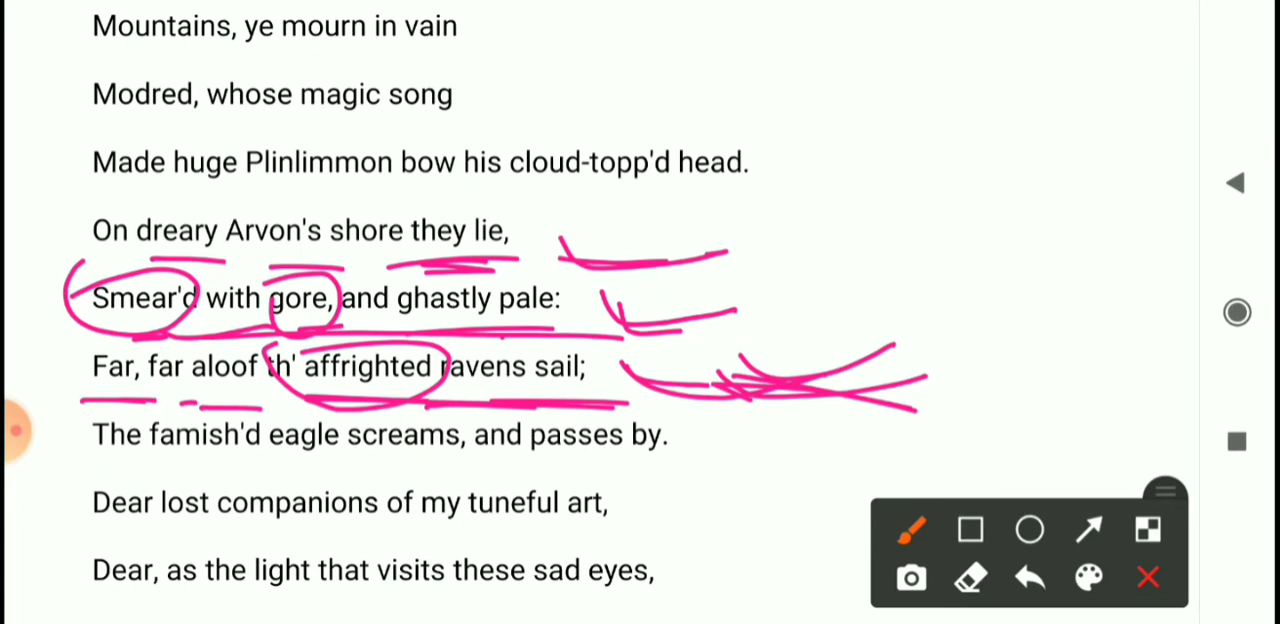 Mountains, ye mourn in vain
Modred, whose magic song
Made huge Plinlimmon bow his cloud-topp'd head.
On dreary Arvon's shore they lie,
Smear'd with gore, and ghastly pale:
Far, far aloof th' affrighted ravens sail;
The famish'd eagle screams, and passes by.
Dear lost companions of my tuneful art,
Dear, as the light that visits these sad eyes,